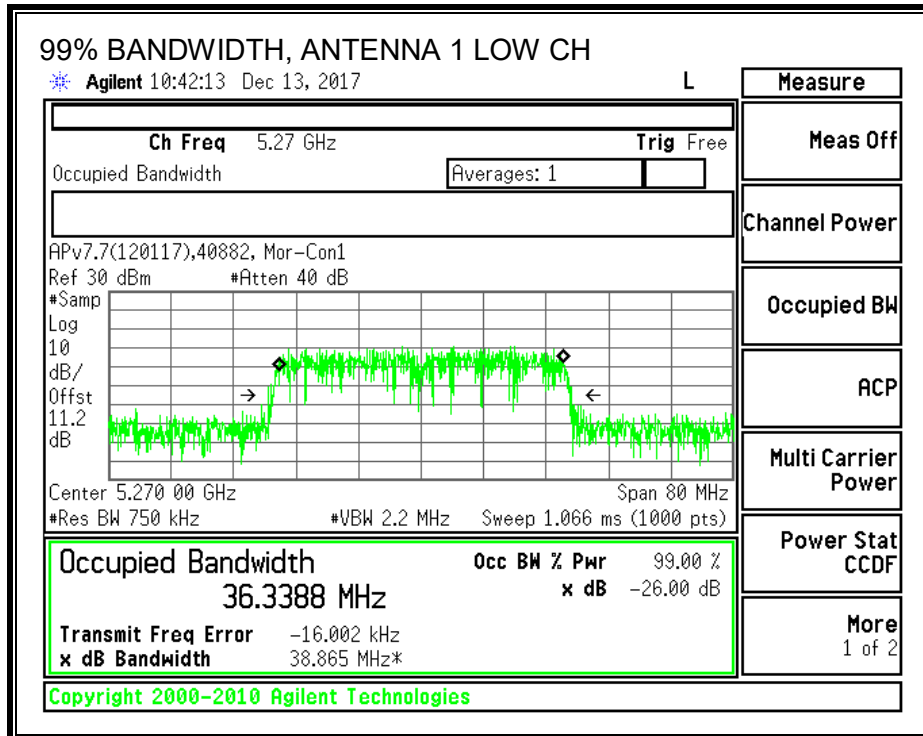 99% BANDWIDTH, ANTENNA 1 LOW CH
Agilent 10:42:13 Dec 13, 2017 L
Measure
Ch Freq 5.27 GHz Trig Free
Occupied Bandwidth Averages: 1
Meas Off
APv7.7(120117),40882, Mor-Con1
Channel Power
Ref 30 dBm #Atten 40 dB
#Samp
Log
10
dB/
Offst
11.2
dB
Occupied BW
ACP
Center 5.270 00 GHz Span 80 MHz
#Res BW 750 kHz #VBW 2.2 MHz Sweep 1.066 ms (1000 pts)
Multi Carrier
Power
Occupied Bandwidth Occ BW % Pwr 99.00 %
36.3388 MHz x dB -26.00 dB
Transmit Freq Error -16.002 kHz
x dB Bandwidth 38.865 MHz*
Power Stat
CCDF
More
1 of 2
Copyright 2000-2010 Agilent Technologies